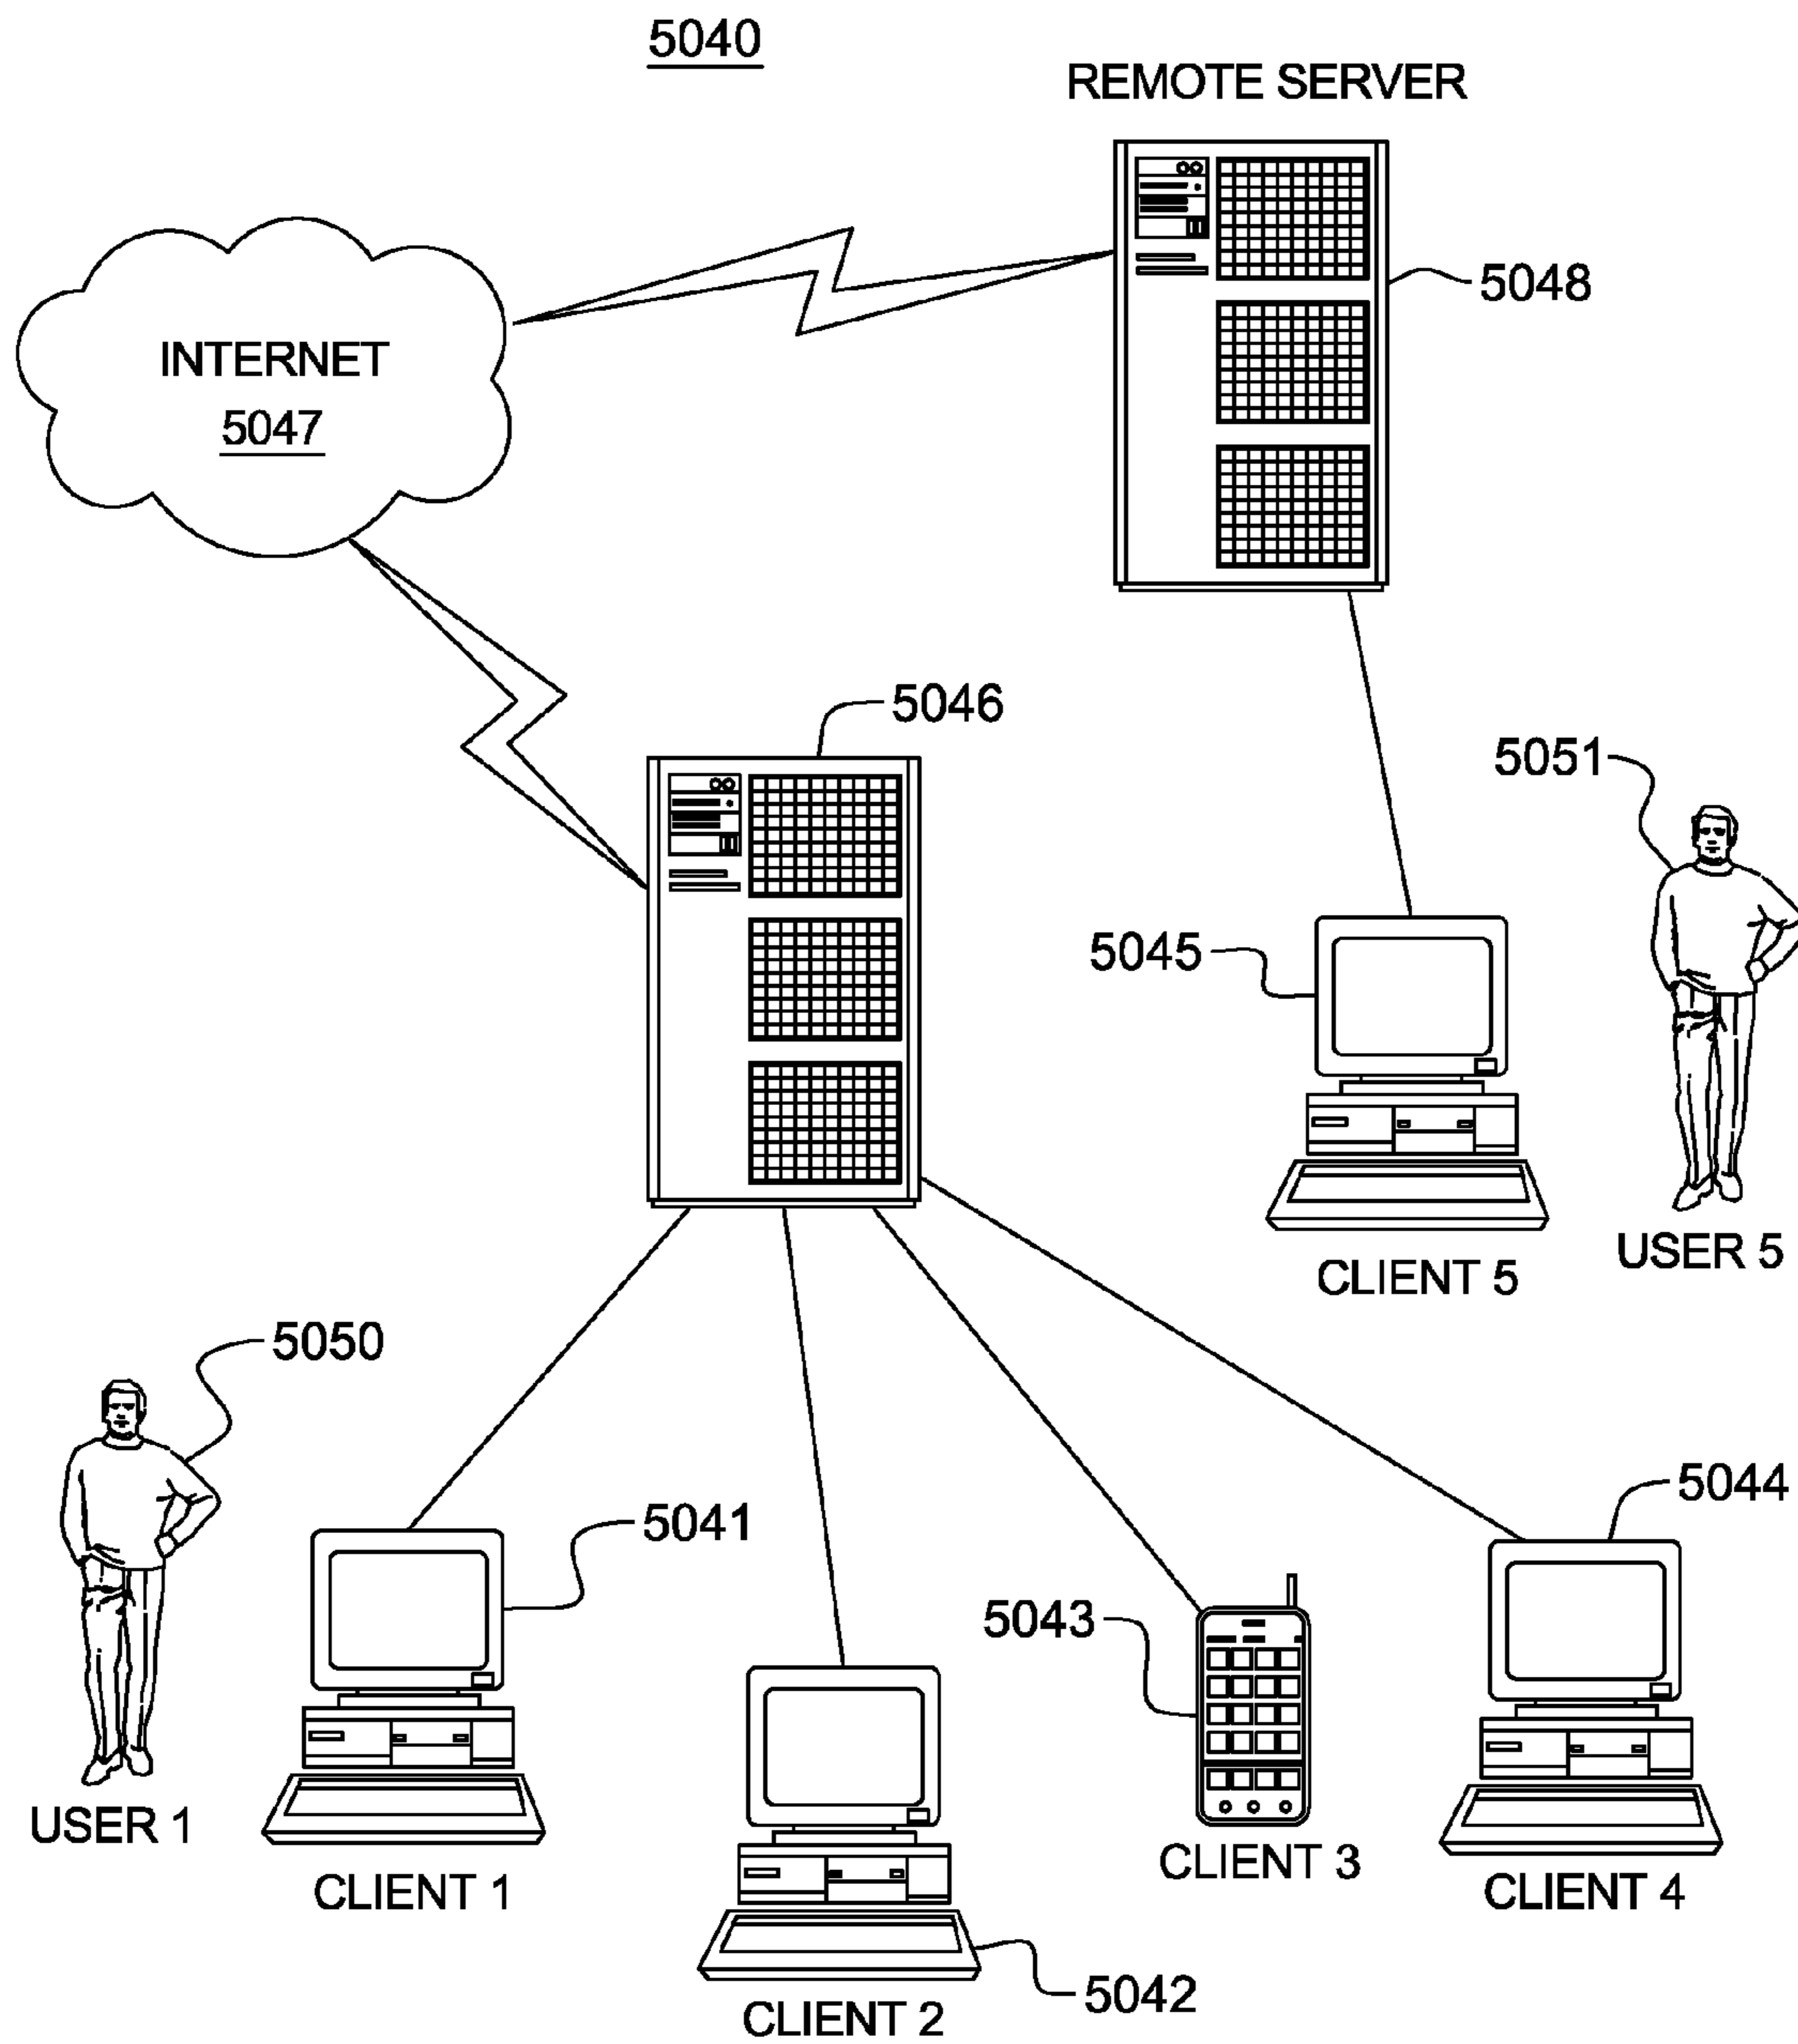 5040
REMOTE SERVER
5048
INTERNET
5047
5046
5051
5045
USER 5
CLIENT 5
5050
5044
5041
5043
USER 1
CLIENT 3
CLIENT 1
CLIENT 4
5042
CLIENT 2